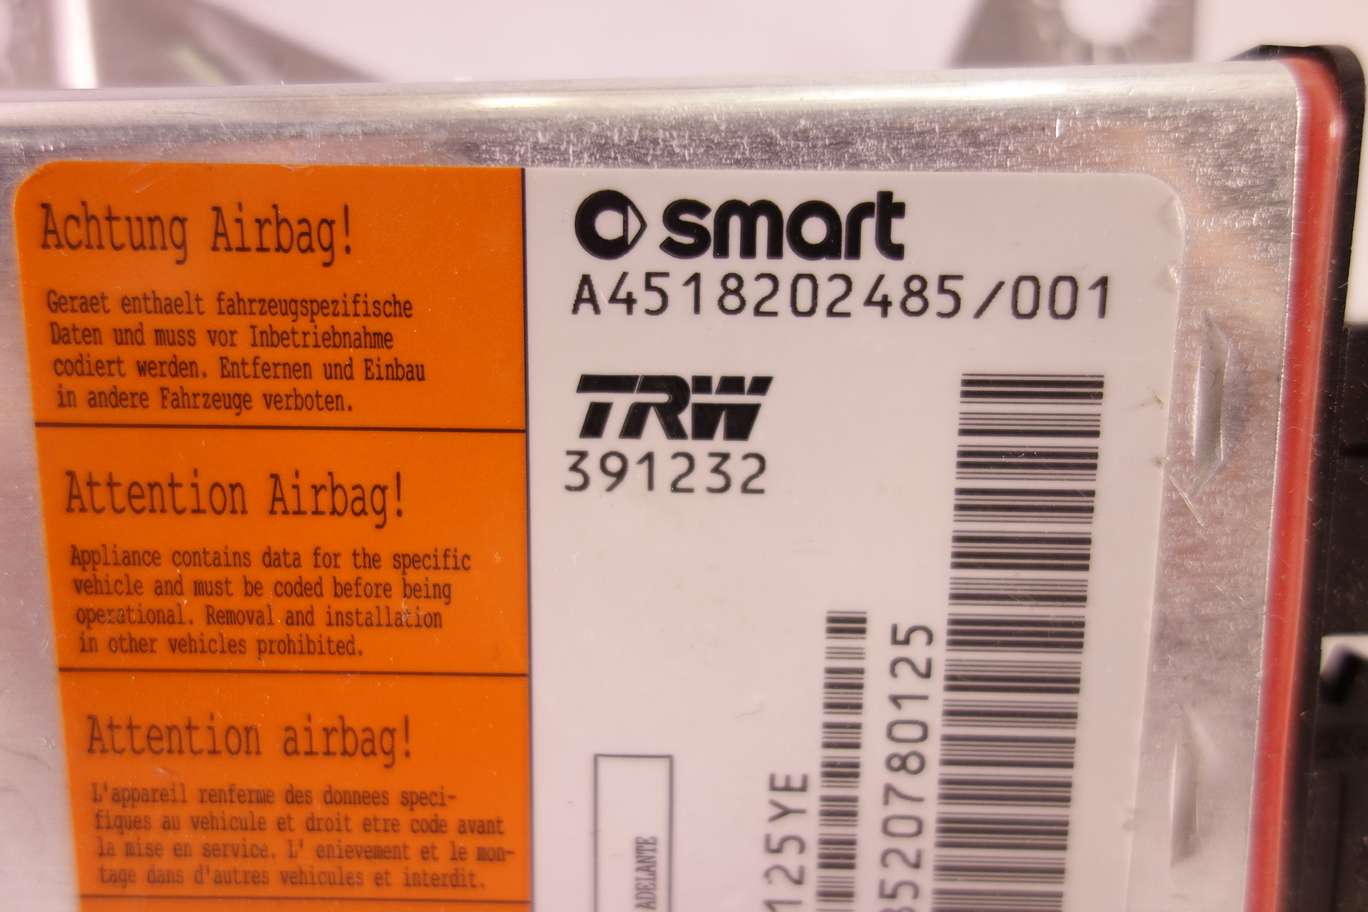 Achtung Airbag!
Geraet enthaelt fahrzeugspezifische
Daten und muss vor Inbetriebnahme
codiert werden. Entfernen und Einbau
in andere Fahrzeuge verboten.
Attention Airbag!
Appliance contains data for the specific
vehicle and must be coded before being
operational. Removal and installation
in other vehicles prohibited.
Attention airbag!
L'appareil renferme des donnees speci-
fiques au vehicule et droit etre code avant
la mise en service. L' enievement et le mon-
tage dans d'autres vehicules et interdit.
smart
A4518202485/001
TRW
391232
ADELANTE
125YE
8520780125